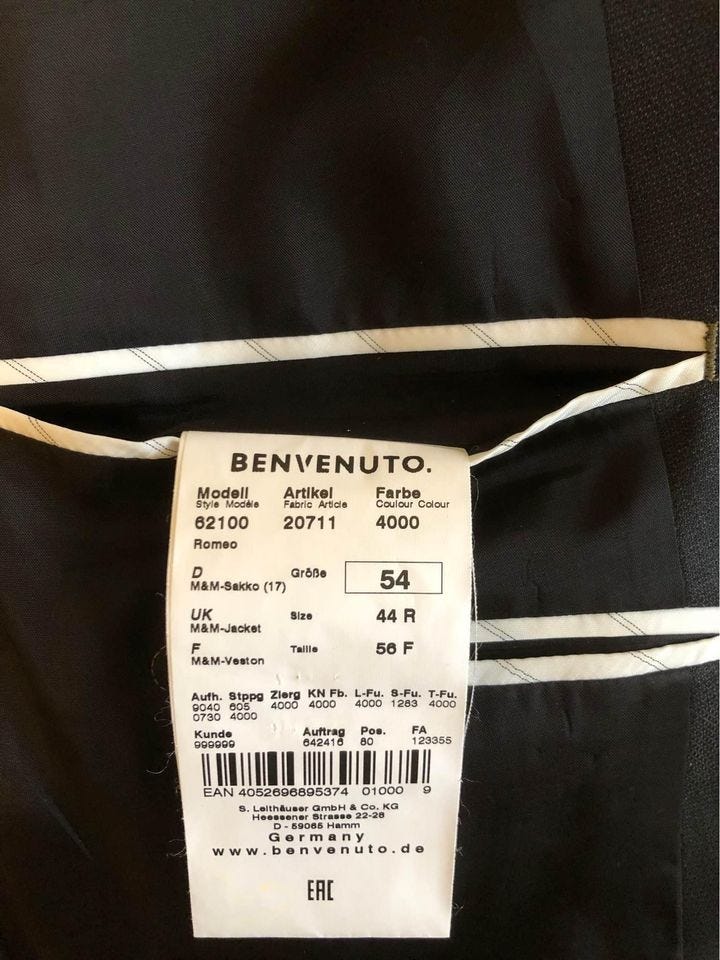 BENVENUTO.
Modell Artikel Farbe
Style Modèle Fabric Article Coulour Colour
62100 20711 4000
Romeo
D Größe 54
M&M-Sakko (17)
UK Size 44 R
M&M-Jacket
F Taille 56 F
M&M-Veston
Aufh. Stppg Zierg KN Fb. L-Fu. S-Fu. T-Fu.
9040 605 4000 4000 4000 1283 4000
0730 4000
Kunde Auftrag Pos. FA
999999 642416 80 123355
EAN 4052696895374 01000 9
S. Leithäuser GmbH & Co. KG
Heessener Strasse 22-28
D - 59065 Hamm
Germany
www.benvenuto.de
EAC